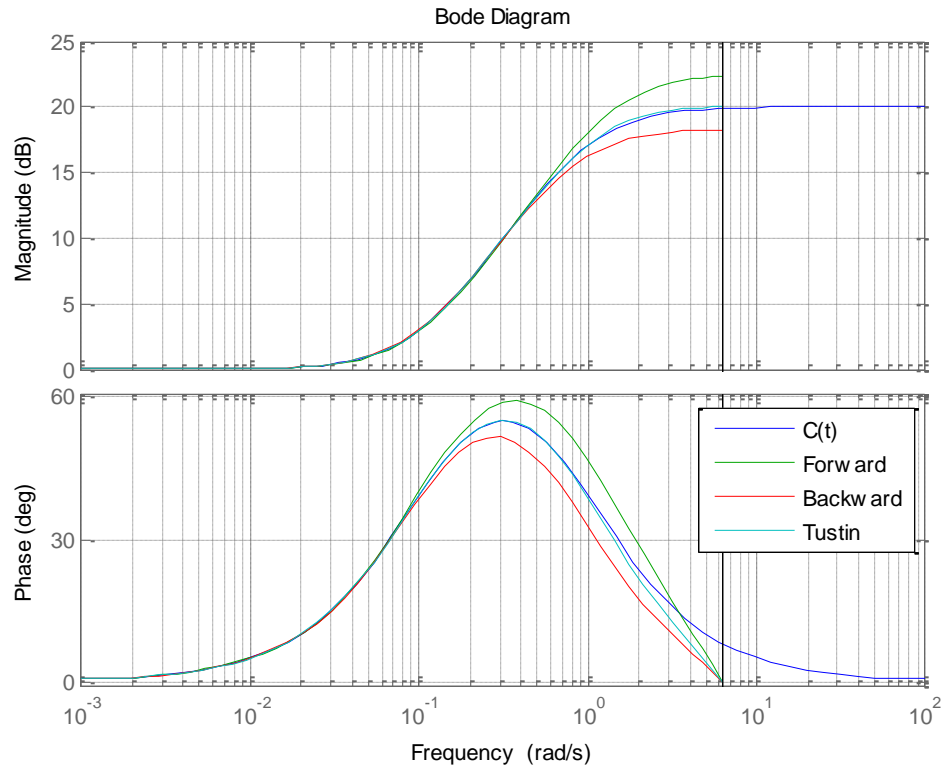 Bode Diagram
Magnitude (dB)
25
20
15
10
5
0
Phase (deg)
60
30
0
C(t)
Forw ard
Backw ard
Tustin
10^-3
10^-2
10^-1
10^0
10^1
10^2
Frequency (rad/s)